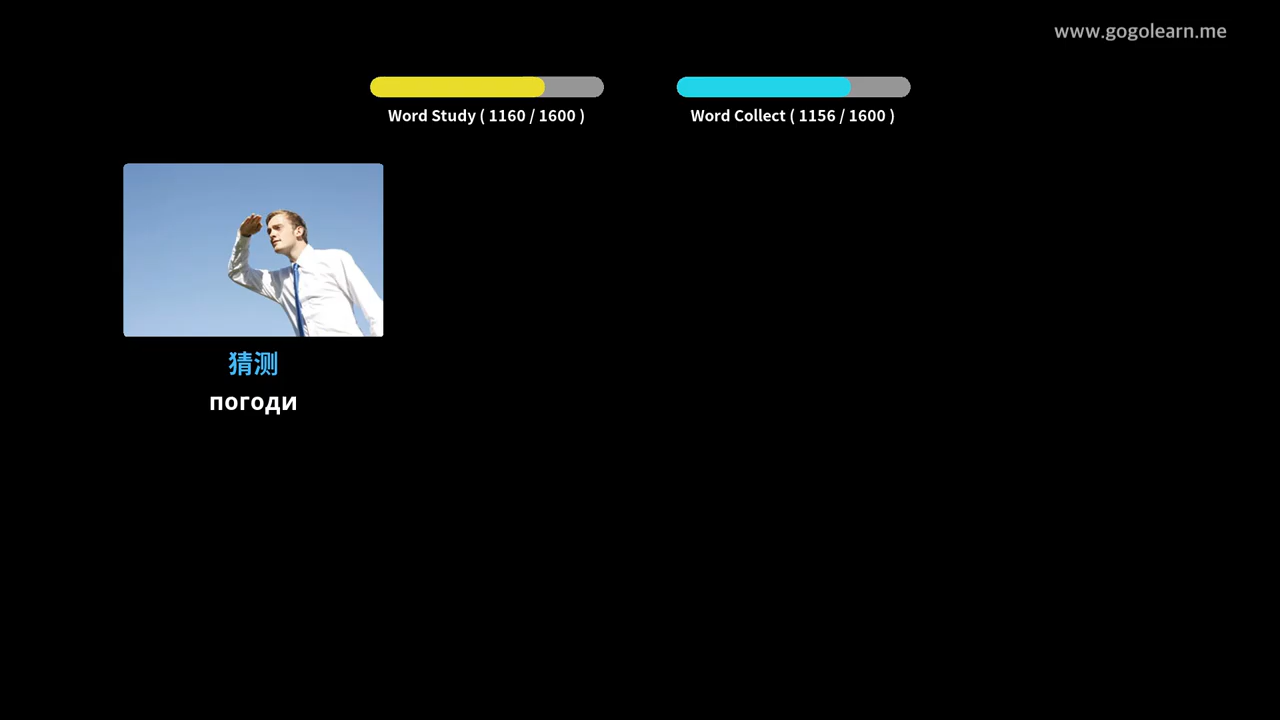 www.gogolearn.me
Word Study ( 1160 / 1600 )
Word Collect ( 1156 / 1600 )
猜测
погоди